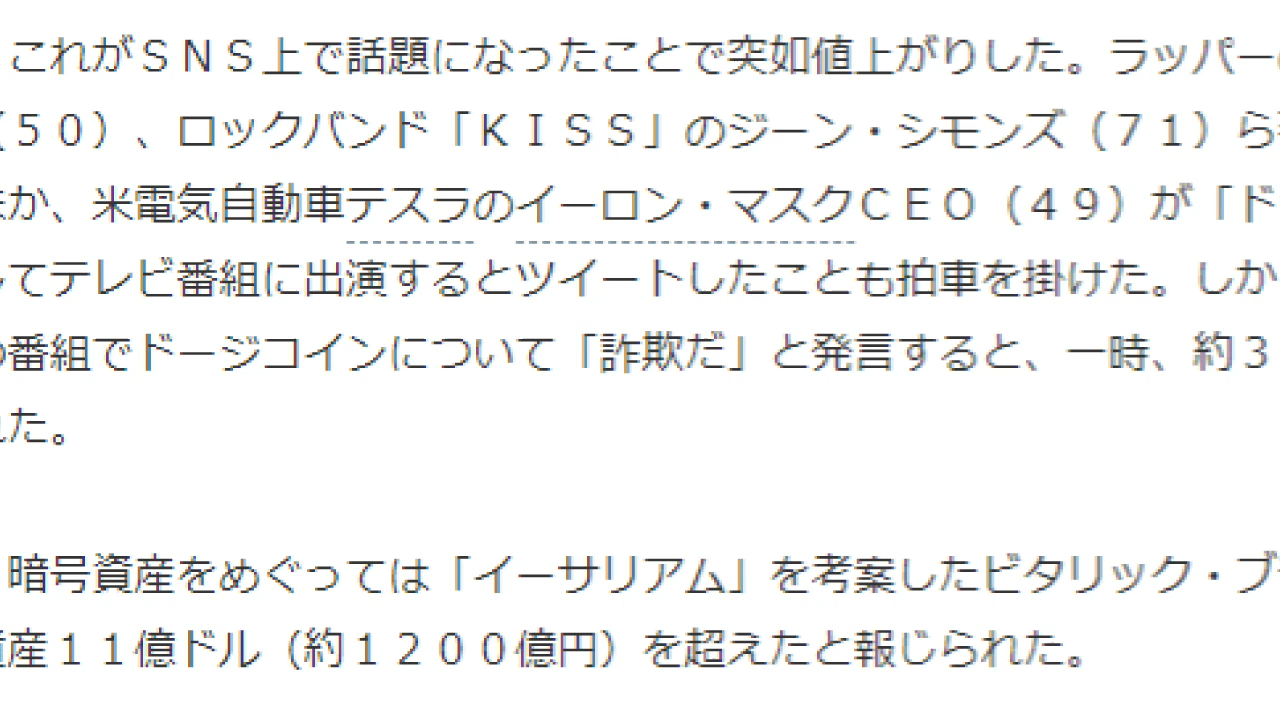 これがＳＮＳ上で話題になったことで突如値上がりした。ラッパー
（５０）、ロックバンド「ＫＩＳＳ」のジーン・シモンズ（７１）ら
か、米電気自動車テスラのイーロン・マスクＣＥＯ（４９）が「ド
てテレビ番組に出演するとツイートしたことも拍車を掛けた。しか
番組でドージコインについて「詐欺だ」と発言すると、一時、約３
た。
暗号資産をめぐっては「イーサリアム」を考案したビタリック・ブ
産１１億ドル（約１２００億円）を超えたと報じられた。